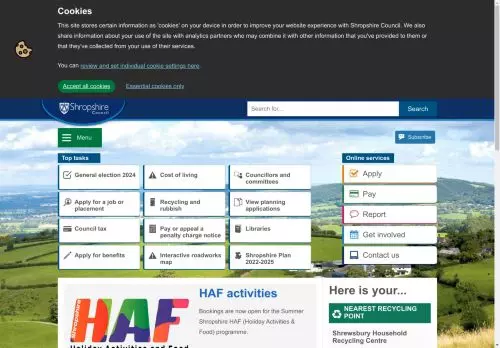 Cookies
This site stores certain information as 'cookies' on your device in order to improve your website experience with Shropshire Council. We also
share information about your use of the site with analytics partners who may combine it with other information that you've provided to them or
that they've collected from your use of their services.
You can review and set individual cookie settings here.
Accept all cookies
Essential cookies only
Shropshire
Council
Search for...
Search
Menu
Subscribe
Top tasks
General election 2024
Cost of living
Councillors and
committees
Apply for a job or
placement
Recycling and
rubbish
View planning
applications
Council tax
Pay or appeal a
penalty charge notice
Libraries
Apply for benefits
Interactive roadworks
map
Shropshire Plan
2022-2025
Online services
Apply
Pay
Report
Get involved
Contact us
Shropshire
HAF
Holiday Activities and Food
HAF activities
Bookings are now open for the Summer
Shropshire HAF (Holiday Activities &
Food) programme.
Here is your...
NEAREST RECYCLING
POINT
Shrewsbury Household
Recycling Centre